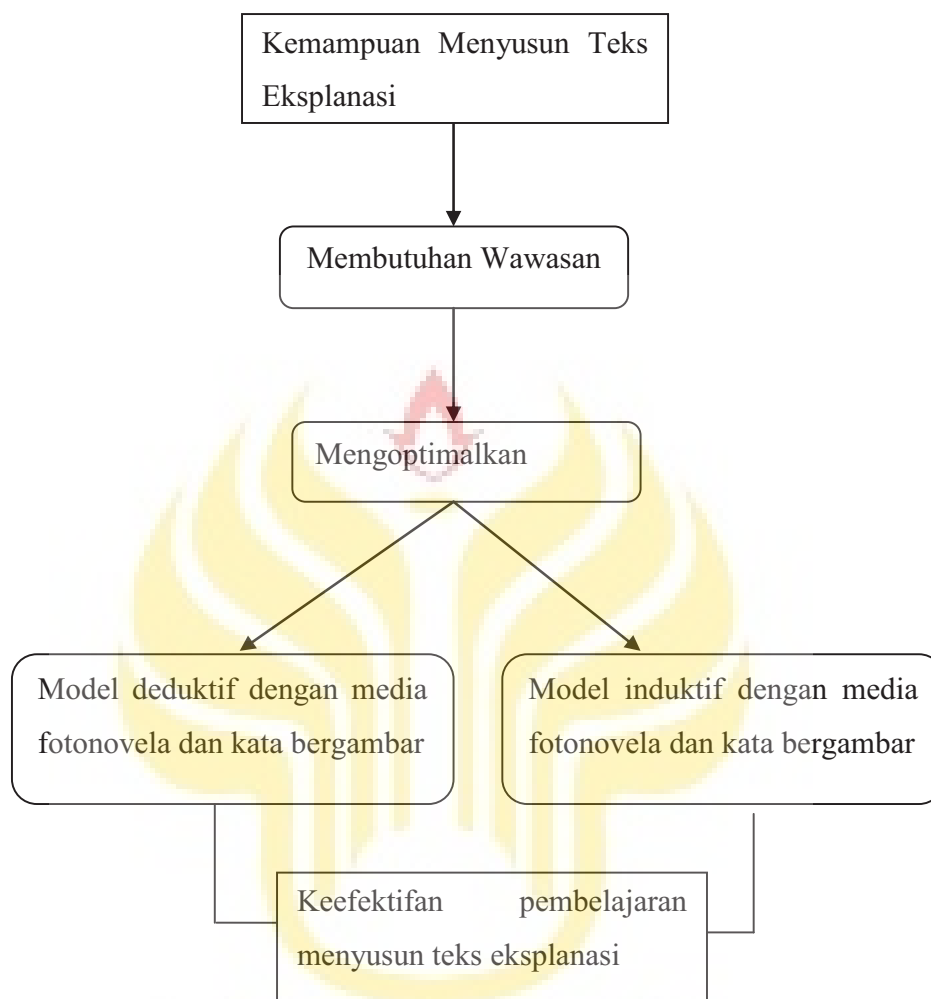 Kemampuan Menyusun Teks
Eksplanasi
Membutuhan Wawasan
Mengoptimalkan
Model deduktif dengan media
fotonovela dan kata bergambar
Model induktif dengan media
fotonovela dan kata bergambar
Keefektifan pembelajaran
menyusun teks eksplanasi